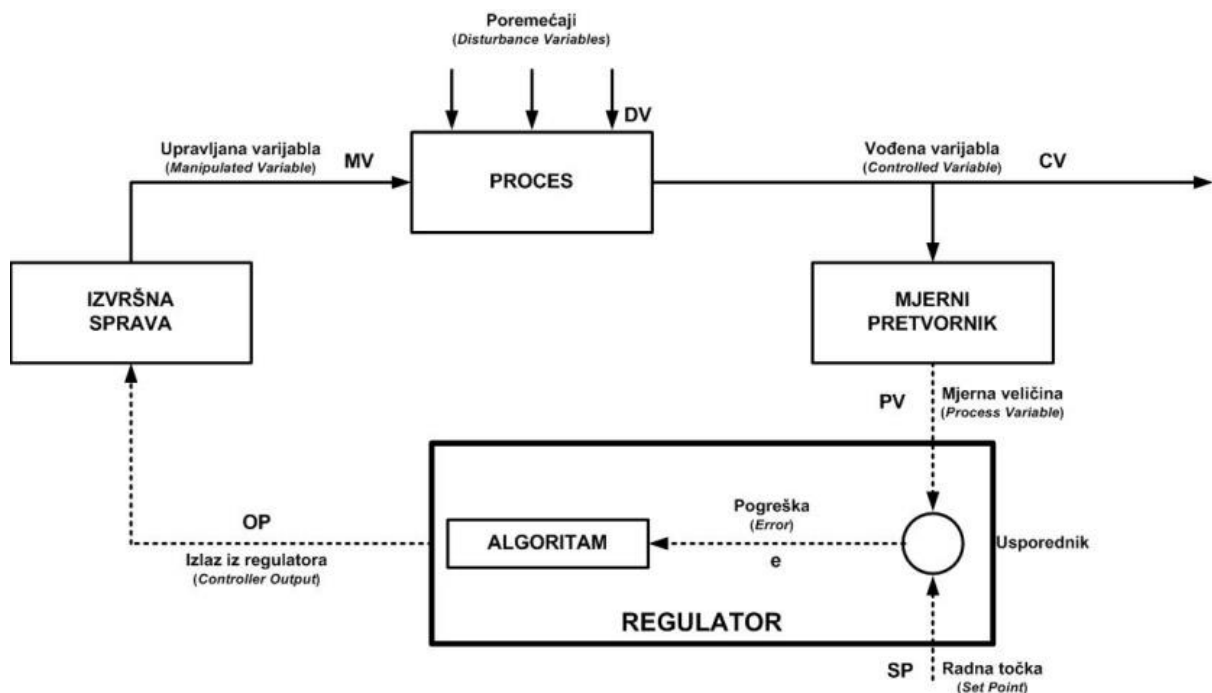 Poremećaji
(Disturbance Variables)
DV
Upravljana varijabla
(Manipulated Variable)
MV
PROCES
Vođena varijabla
(Controlled Variable)
CV
IZVRŠNA
SPRAVA
MJERNI
PRETVORNIK
PV
Mjerna veličina
(Process Variable)
OP
Izlaz iz regulatora
(Controller Output)
ALGORITAM
Pogreška
(Error)
e
Usporednik
REGULATOR
SP
Radna točka
(Set Point)